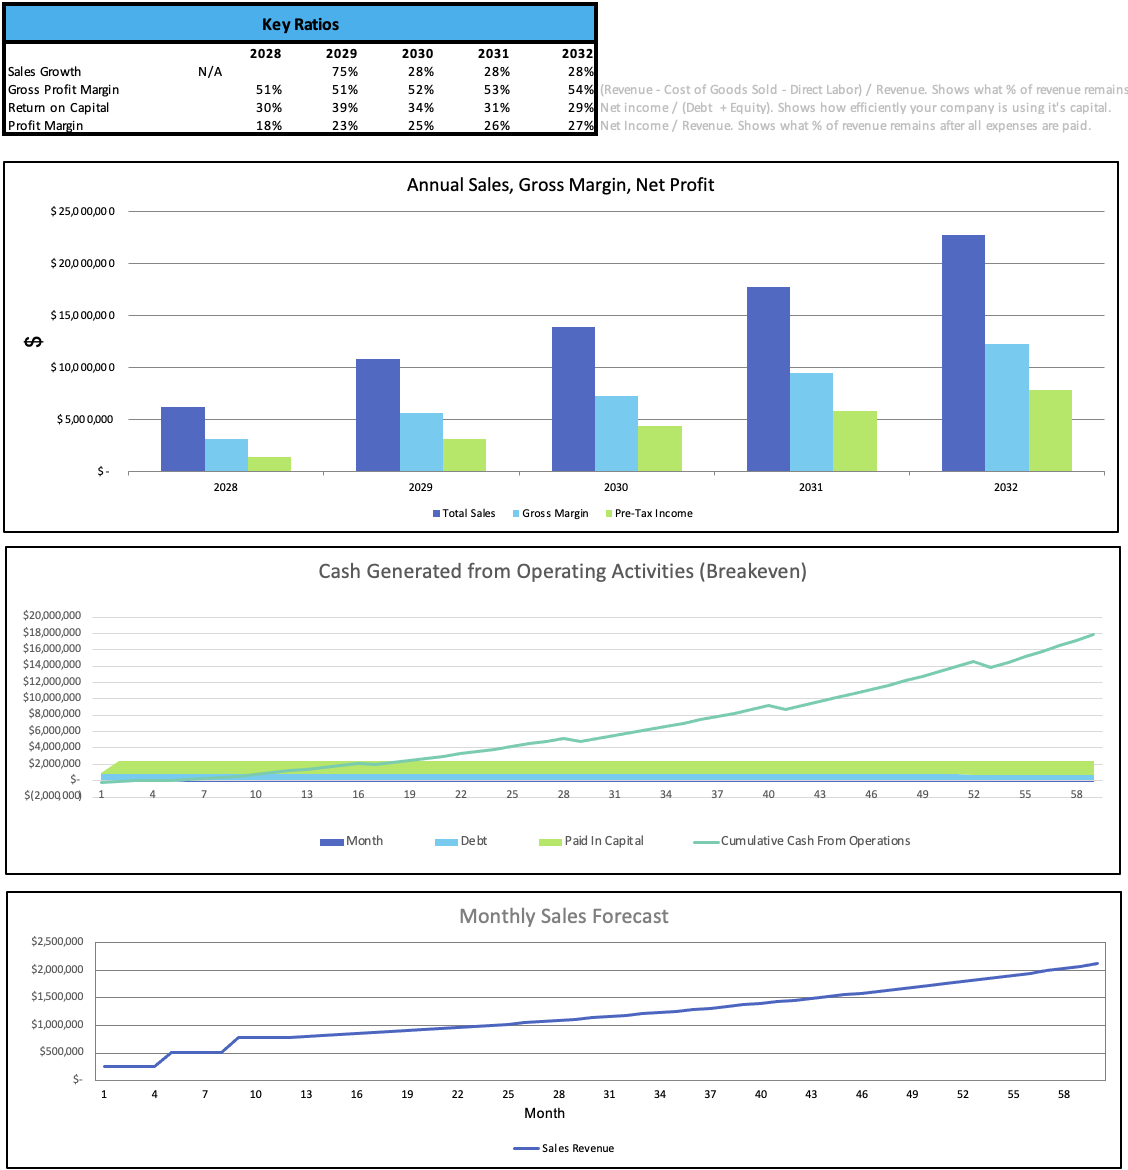 Key Ratios
2028 2029 2030 2031 2032
Sales Growth N/A 75% 28% 28% 28%
Gross Profit Margin 51% 51% 52% 53% 54% (Revenue - Cost of Goods Sold - Direct Labor) / Revenue. Shows what % of revenue remains
Return on Capital 30% 39% 34% 31% 29% Net income / (Debt + Equity). Shows how efficiently your company is using it's capital.
Profit Margin 18% 23% 25% 26% 27% Net Income / Revenue. Shows what % of revenue remains after all expenses are paid.
Annual Sales, Gross Margin, Net Profit
$25,000,000
$20,000,000
$15,000,000
$
$10,000,000
$5,000,000
$-
2028 2029 2030 2031 2032
Total Sales Gross Margin Pre-Tax Income
Cash Generated from Operating Activities (Breakeven)
$20,000,000
$18,000,000
$16,000,000
$14,000,000
$12,000,000
$10,000,000
$8,000,000
$6,000,000
$4,000,000
$2,000,000
$-
$(2,000,000)
1 4 7 10 13 16 19 22 25 28 31 34 37 40 43 46 49 52 55 58
Month Debt Paid In Capital Cumulative Cash From Operations
Monthly Sales Forecast
$2,500,000
$2,000,000
$1,500,000
$1,000,000
$500,000
$-
1 4 7 10 13 16 19 22 25 28 31 34 37 40 43 46 49 52 55 58
Month
Sales Revenue